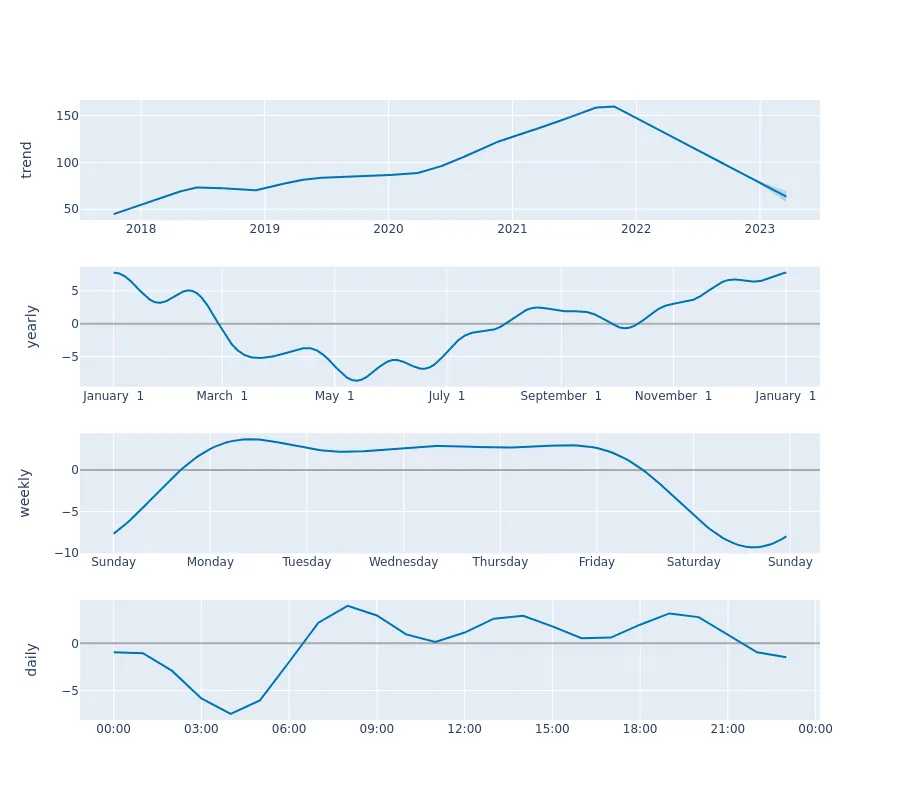 trend
150
100
50
2018 2019 2020 2021 2022 2023
yearly
5
0
−5
January 1 March 1 May 1 July 1 September 1 November 1 January 1
weekly
0
−5
−10
Sunday Monday Tuesday Wednesday Thursday Friday Saturday Sunday
daily
0
−5
00:00 03:00 06:00 09:00 12:00 15:00 18:00 21:00 00:00